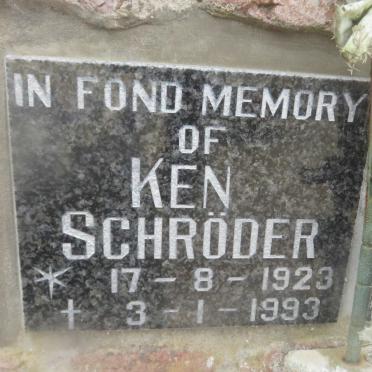 IN FOND MEMORY
OF
KEN
SCHRÖDER
* 17 - 8 - 1923
† 3 - 1 - 1993